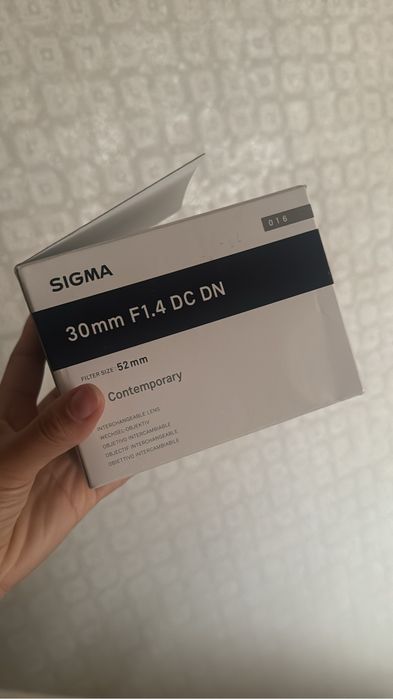 016
SIGMA
30mm F1.4 DC DN
FILTER SIZE 52mm
Contemporary
INTERCHANGEABLE LENS
WECHSEL-OBJEKTIV
OBJETIVO INTERCAMBIABLE
OBJECTIF INTERCHANGEABLE
OBIETTIVO INTERCAMBIABILE